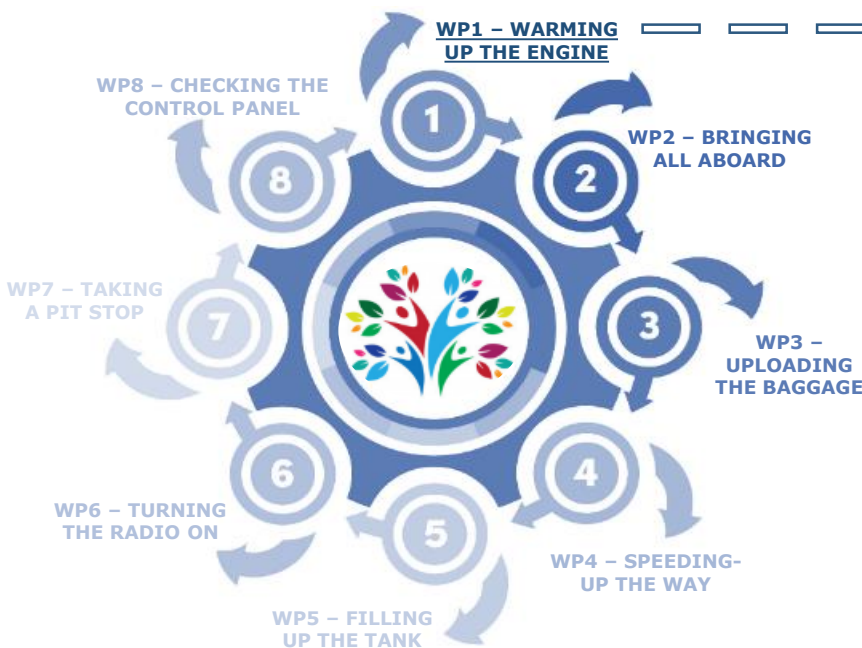 WP1 – WARMING
UP THE ENGINE
1
WP2 – BRINGING
ALL ABOARD
2
WP3 –
UPLOADING
THE BAGGAGE
3
4
WP4 – SPEEDING-
UP THE WAY
5
WP5 – FILLING
UP THE TANK
6
WP6 – TURNING
THE RADIO ON
7
WP7 – TAKING
A PIT STOP
8
WP8 – CHECKING THE
CONTROL PANEL